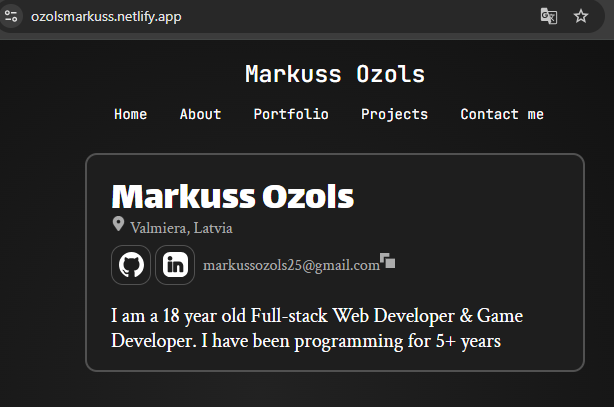 ozolsmarkuss.netlify.app
Markuss Ozols
Home About Portfolio Projects Contact me
Markuss Ozols
Valmiera, Latvia
in markussozols25@gmail.com
I am a 18 year old Full-stack Web Developer & Game
Developer. I have been programming for 5+ years